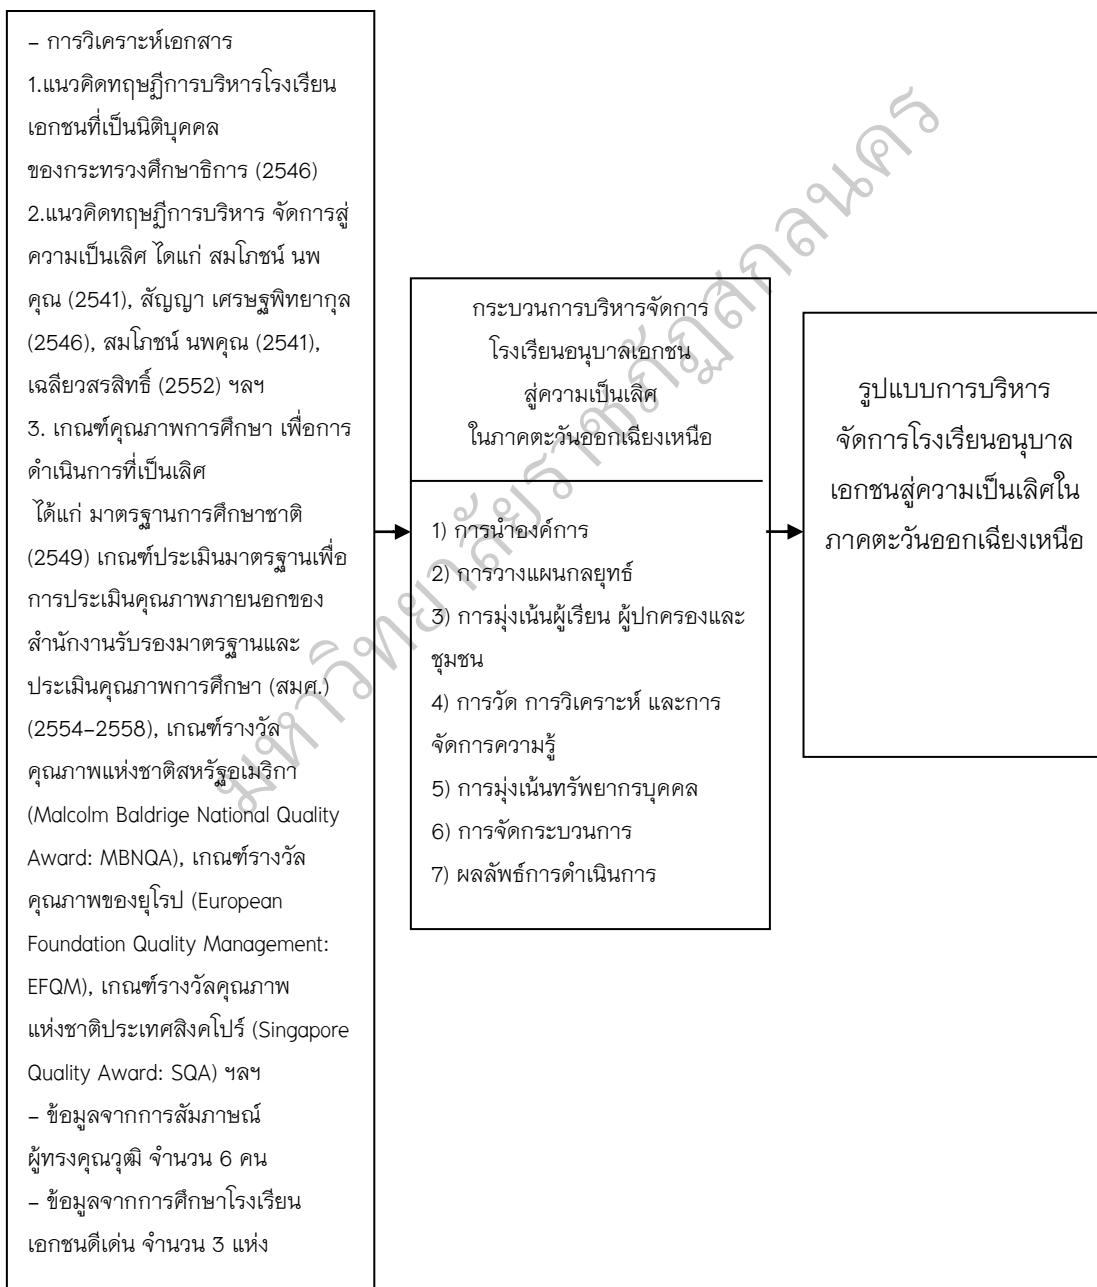 – การวิเคราะห์เอกสาร
1.แนวคิดทฤษฏีการบริหารโรงเรียน
เอกชนที่เป็นนิติบุคคล
ของกระทรวงศึกษาธิการ (2546)
2.แนวคิดทฤษฏีการบริหาร จัดการสู่
ความเป็นเลิศ ไดแก่ สมโภชน์ นพ
คุณ (2541), สัญญา เศรษฐพิทยากุล
(2546), สมโภชน์ นพคุณ (2541),
เฉลียวสรสิทธิ์ (2552) ฯลฯ
3. เกณฑ์คุณภาพการศึกษา เพื่อการ
ดำเนินการที่เป็นเลิศ
ได้แก่ มาตรฐานการศึกษาชาติ
(2549) เกณฑ์ประเมินมาตรฐานเพื่อ
การประเมินคุณภาพภายนอกของ
สำนักงานรับรองมาตรฐานและ
ประเมินคุณภาพการศึกษา (สมศ.)
(2554–2558), เกณฑ์รางวัล
คุณภาพแห่งชาติสหรัฐอเมริกา
(Malcolm Baldrige National Quality
Award: MBNQA), เกณฑ์รางวัล
คุณภาพของยุโรป (European
Foundation Quality Management:
EFQM), เกณฑ์รางวัลคุณภาพ
แห่งชาติประเทศสิงคโปร์ (Singapore
Quality Award: SQA) ฯลฯ
– ข้อมูลจากการสัมภาษณ์
ผู้ทรงคุณวุฒิ จำนวน 6 คน
– ข้อมูลจากการศึกษาโรงเรียน
เอกชนดีเด่น จำนวน 3 แห่ง
กระบวนการบริหารจัดการ
โรงเรียนอนุบาลเอกชน
สู่ความเป็นเลิศ
ในภาคตะวันออกเฉียงเหนือ
1) การนำองค์การ
2) การวางแผนกลยุทธ์
3) การมุ่งเน้นผู้เรียน ผู้ปกครองและ
ชุมชน
4) การวัด การวิเคราะห์ และการ
จัดการความรู้
5) การมุ่งเน้นทรัพยากรบุคคล
6) การจัดกระบวนการ
7) ผลลัพธ์การดำเนินการ
รูปแบบการบริหาร
จัดการโรงเรียนอนุบาล
เอกชนสู่ความเป็นเลิศใน
ภาคตะวันออกเฉียงเหนือ
มหาวิทยาลัยราชภัฏสกลนคร